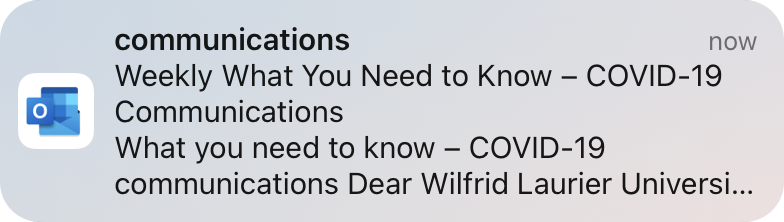 communications
now
Weekly What You Need to Know – COVID-19
Communications
What you need to know – COVID-19
communications Dear Wilfrid Laurier Universi...